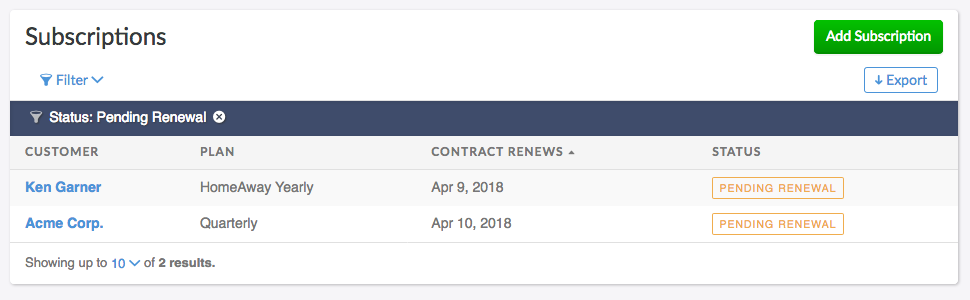 Subscriptions
Add Subscription
Filter
Export
Status: Pending Renewal
CUSTOMER PLAN CONTRACT RENEWS STATUS
Ken Garner HomeAway Yearly Apr 9, 2018 PENDING RENEWAL
Acme Corp. Quarterly Apr 10, 2018 PENDING RENEWAL
Showing up to 10 of 2 results.